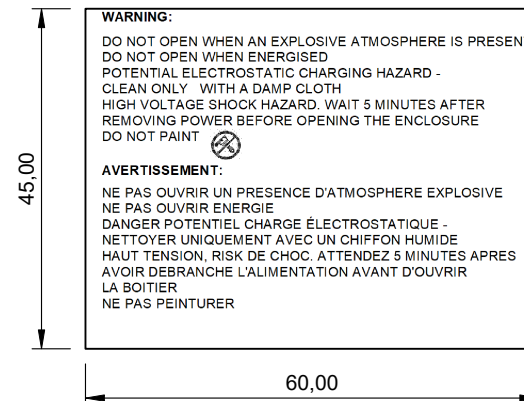 WARNING:
DO NOT OPEN WHEN AN EXPLOSIVE ATMOSPHERE IS PRESENT
DO NOT OPEN WHEN ENERGISED
POTENTIAL ELECTROSTATIC CHARGING HAZARD -
CLEAN ONLY WITH A DAMP CLOTH
HIGH VOLTAGE SHOCK HAZARD. WAIT 5 MINUTES AFTER
REMOVING POWER BEFORE OPENING THE ENCLOSURE
DO NOT PAINT
AVERTISSEMENT:
NE PAS OUVRIR UN PRESENCE D'ATMOSPHERE EXPLOSIVE
NE PAS OUVRIR ENERGIE
DANGER POTENTIEL CHARGE ÉLECTROSTATIQUE -
NETTOYER UNIQUEMENT AVEC UN CHIFFON HUMIDE
HAUT TENSION, RISK DE CHOC. ATTENDEZ 5 MINUTES APRES
AVOIR DEBRANCHE L'ALIMENTATION AVANT D'OUVRIR
LA BOITIER
NE PAS PEINTURER
45,00
60,00